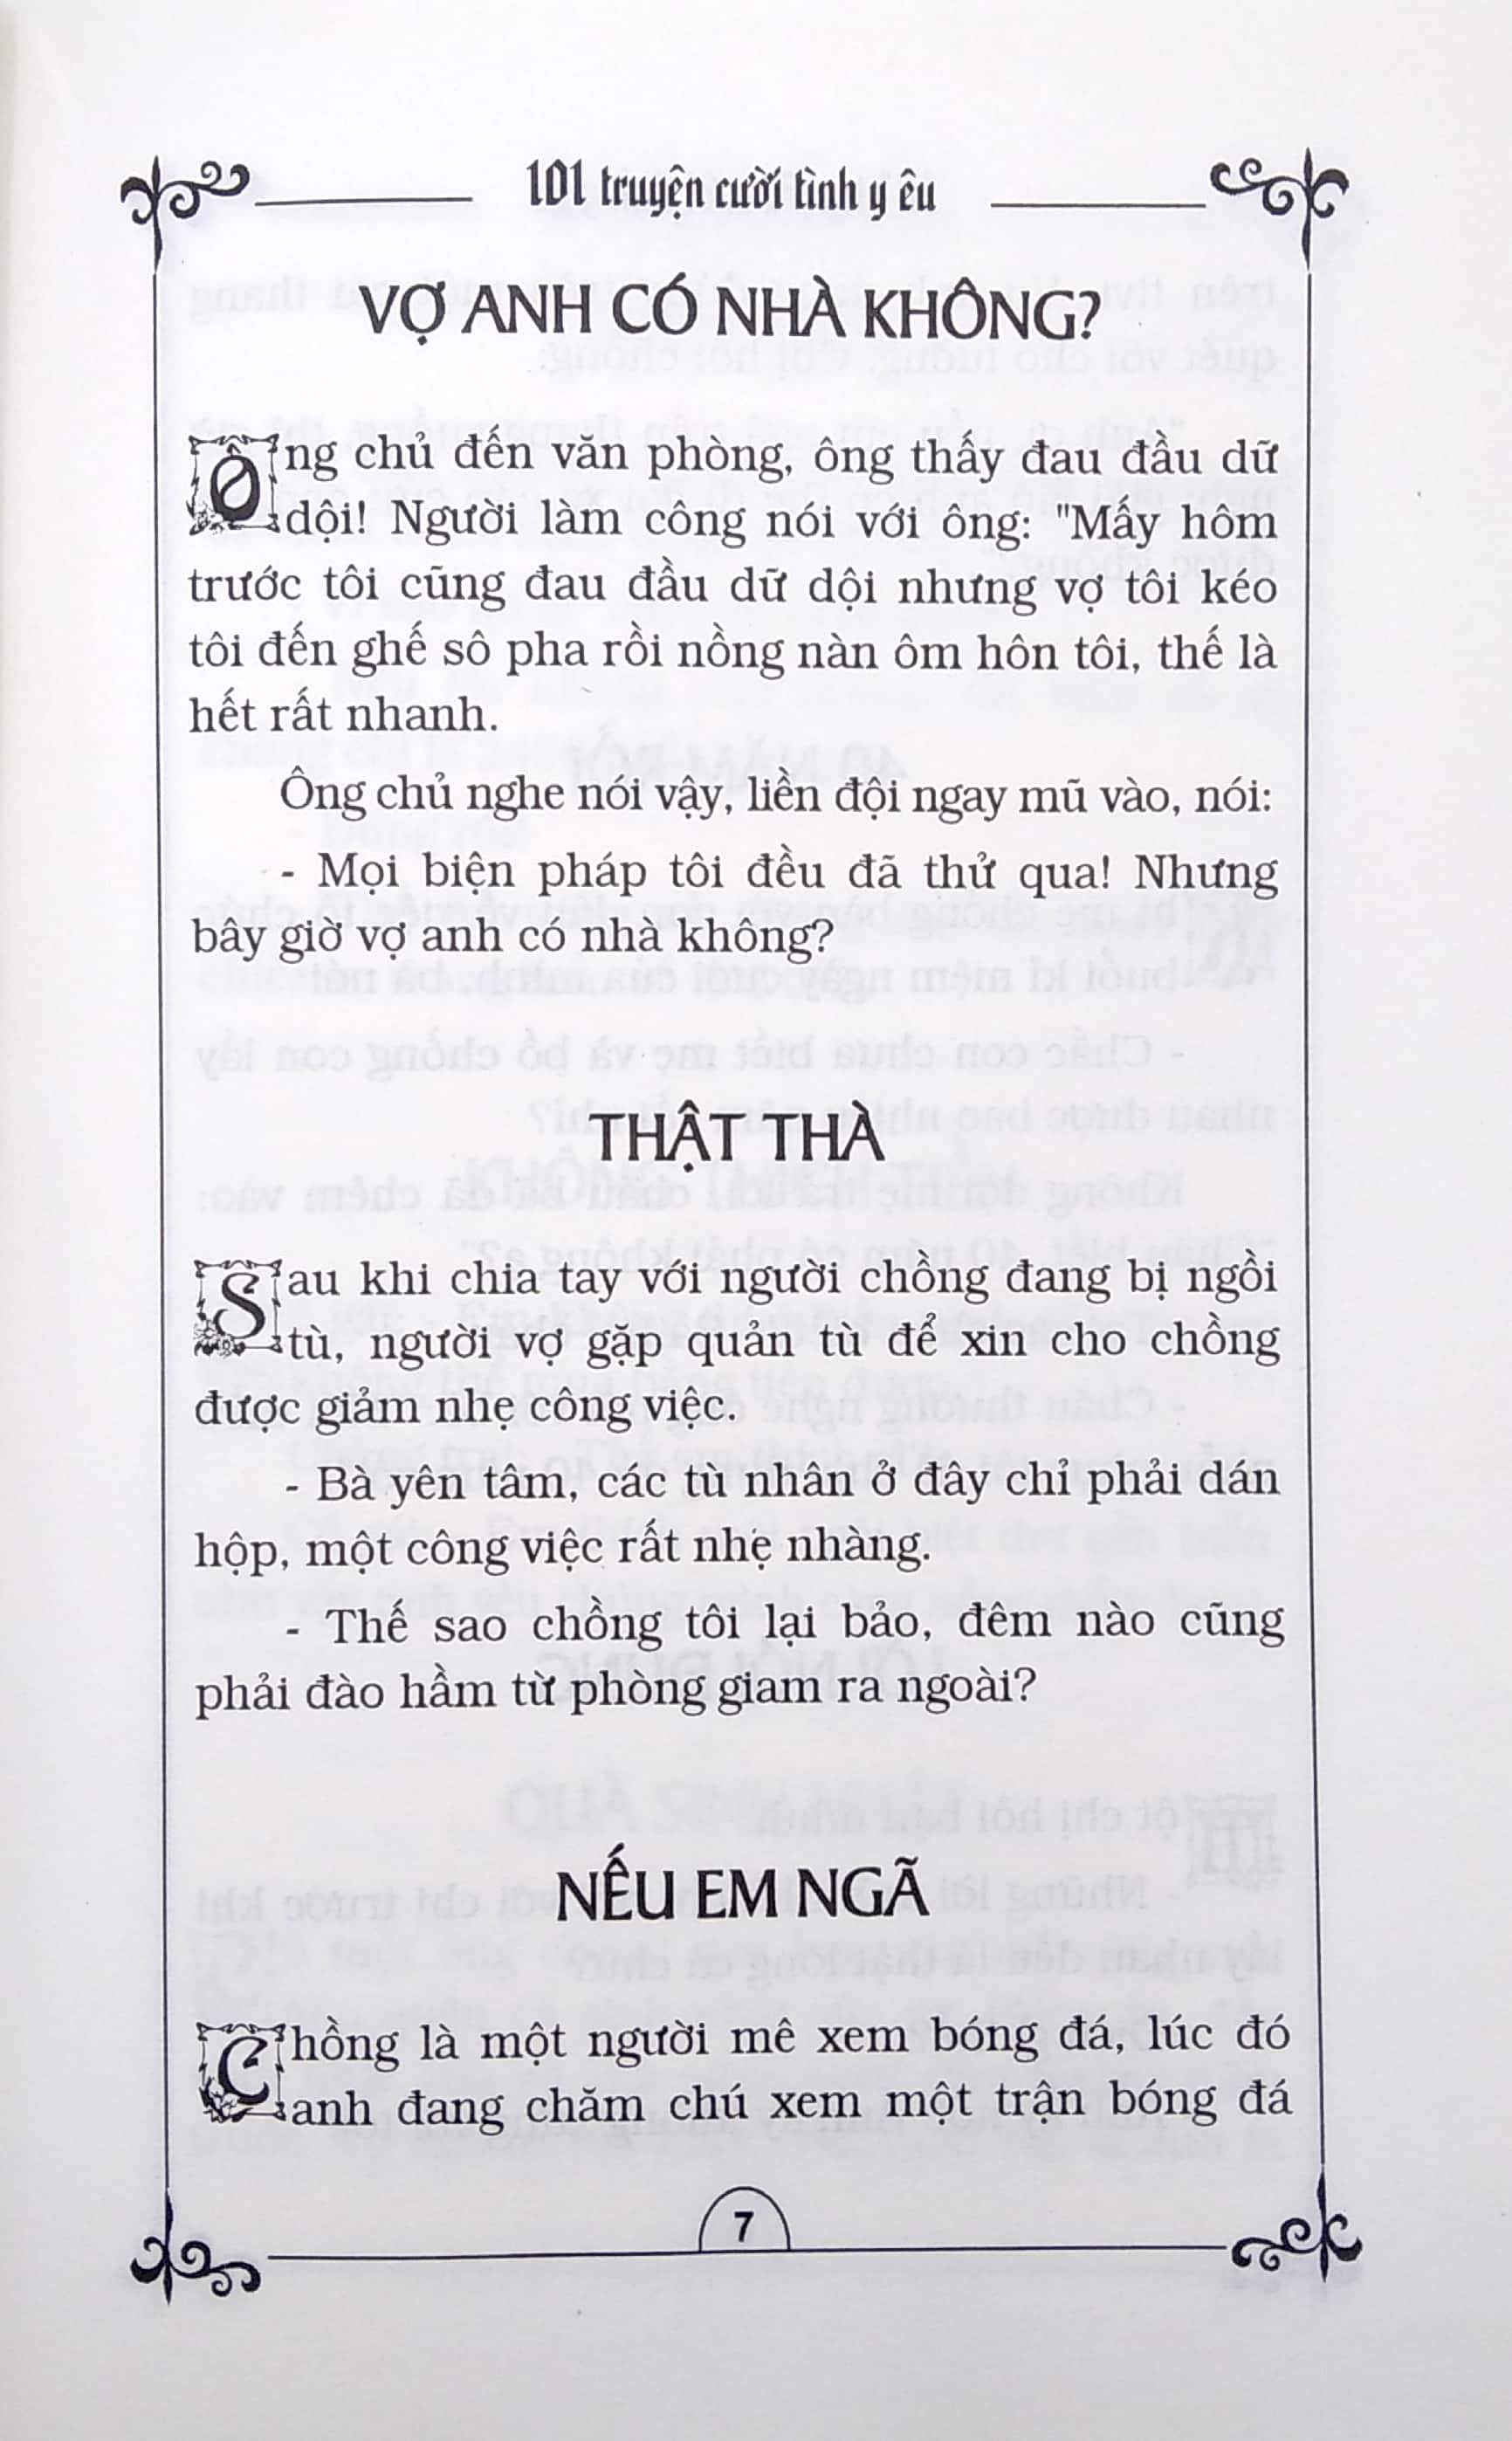 101 truyện cười tình y êu
VỢ ANH CÓ NHÀ KHÔNG?
Ông chủ đến văn phòng, ông thấy đau đầu dữ
dội! Người làm công nói với ông: "Mấy hôm
trước tôi cũng đau đầu dữ dội nhưng vợ tôi kéo
tôi đến ghế sô pha rồi nồng nàn ôm hôn tôi, thế là
hết rất nhanh.
Ông chủ nghe nói vậy, liền đội ngay mũ vào, nói:
- Mọi biện pháp tôi đều đã thử qua! Nhưng
bây giờ vợ anh có nhà không?
THẬT THÀ
Sau khi chia tay với người chồng đang bị ngồi
tù, người vợ gặp quản tù để xin cho chồng
được giảm nhẹ công việc.
- Bà yên tâm, các tù nhân ở đây chỉ phải dán
hộp, một công việc rất nhẹ nhàng.
- Thế sao chồng tôi lại bảo, đêm nào cũng
phải đào hầm từ phòng giam ra ngoài?
NẾU EM NGÃ
Chồng là một người mê xem bóng đá, lúc đó
anh đang chăm chú xem một trận bóng đá
7